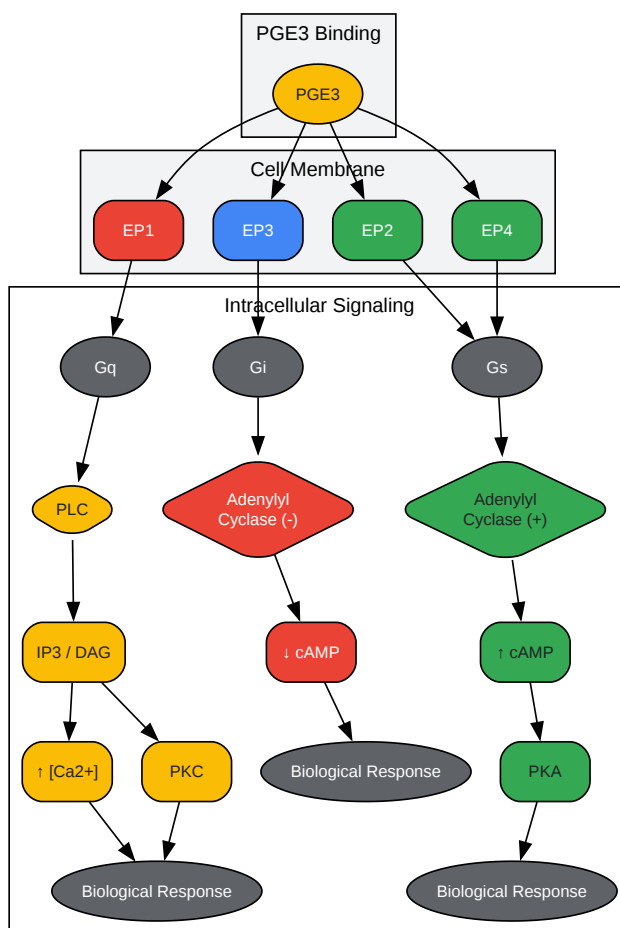 PGE3 Binding
PGE3
Cell Membrane
EP1
EP3
EP2
EP4
Intracellular Signaling
Gq
Gi
Gs
PLC
Adenylyl
Cyclase (-)
Adenylyl
Cyclase (+)
IP3 / DAG
↓ cAMP
↑ cAMP
↑ [Ca2+]
PKC
Biological Response
PKA
Biological Response
Biological Response